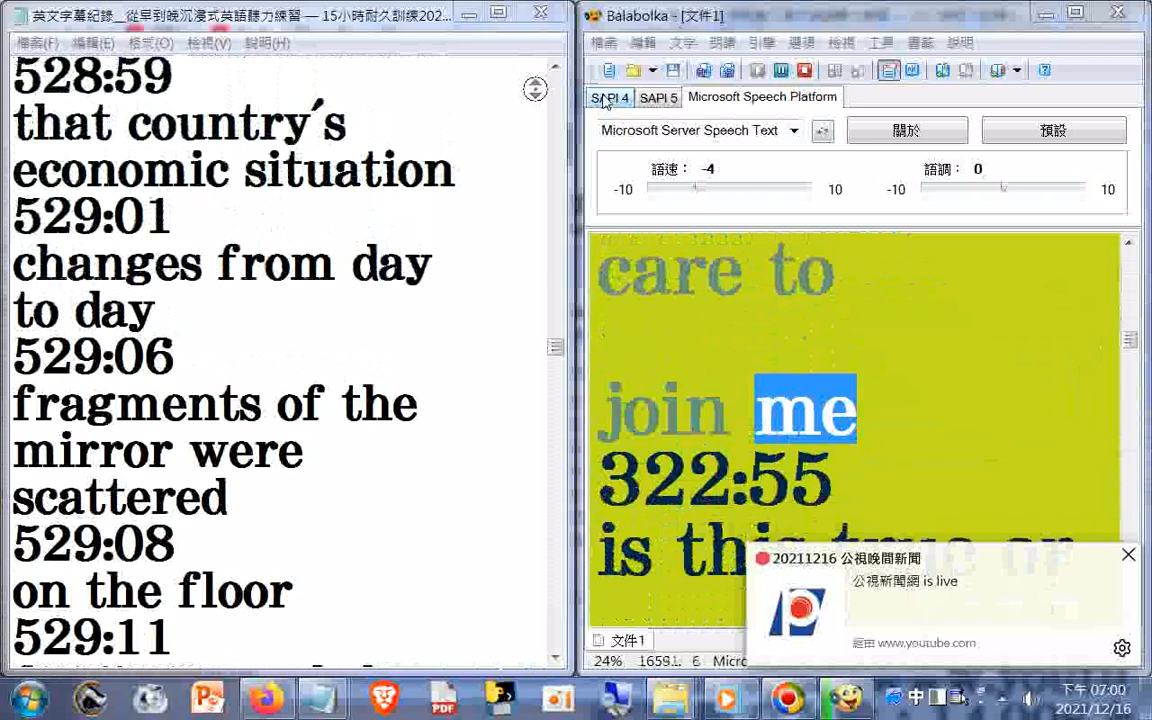 英文字幕紀錄__從早到晚沉浸式英語聽力練習 — 15小時耐久訓練202...
檔案(F) 編輯(E) 格式(O) 檢視(V) 說明(H)
528:59
that country's
economic situation
529:01
changes from day
to day
529:06
fragments of the
mirror were
scattered
529:08
on the floor
529:11
Balabolka - [文件1]
檔案 編輯 文字 朗讀 引擎 選項 檢視 工具 書籤 說明
SAPI 4 SAPI 5 Microsoft Speech Platform
Microsoft Server Speech Text
關於 預設
語速： -4 語調： 0
-10 10 -10 10
care to
join me
322:55
is this true or
20211216 公視晚間新聞
公視新聞網 is live
經由 www.youtube.com
文件1
24% 1659 6 Micro
中
下午 07:00
2021/12/16